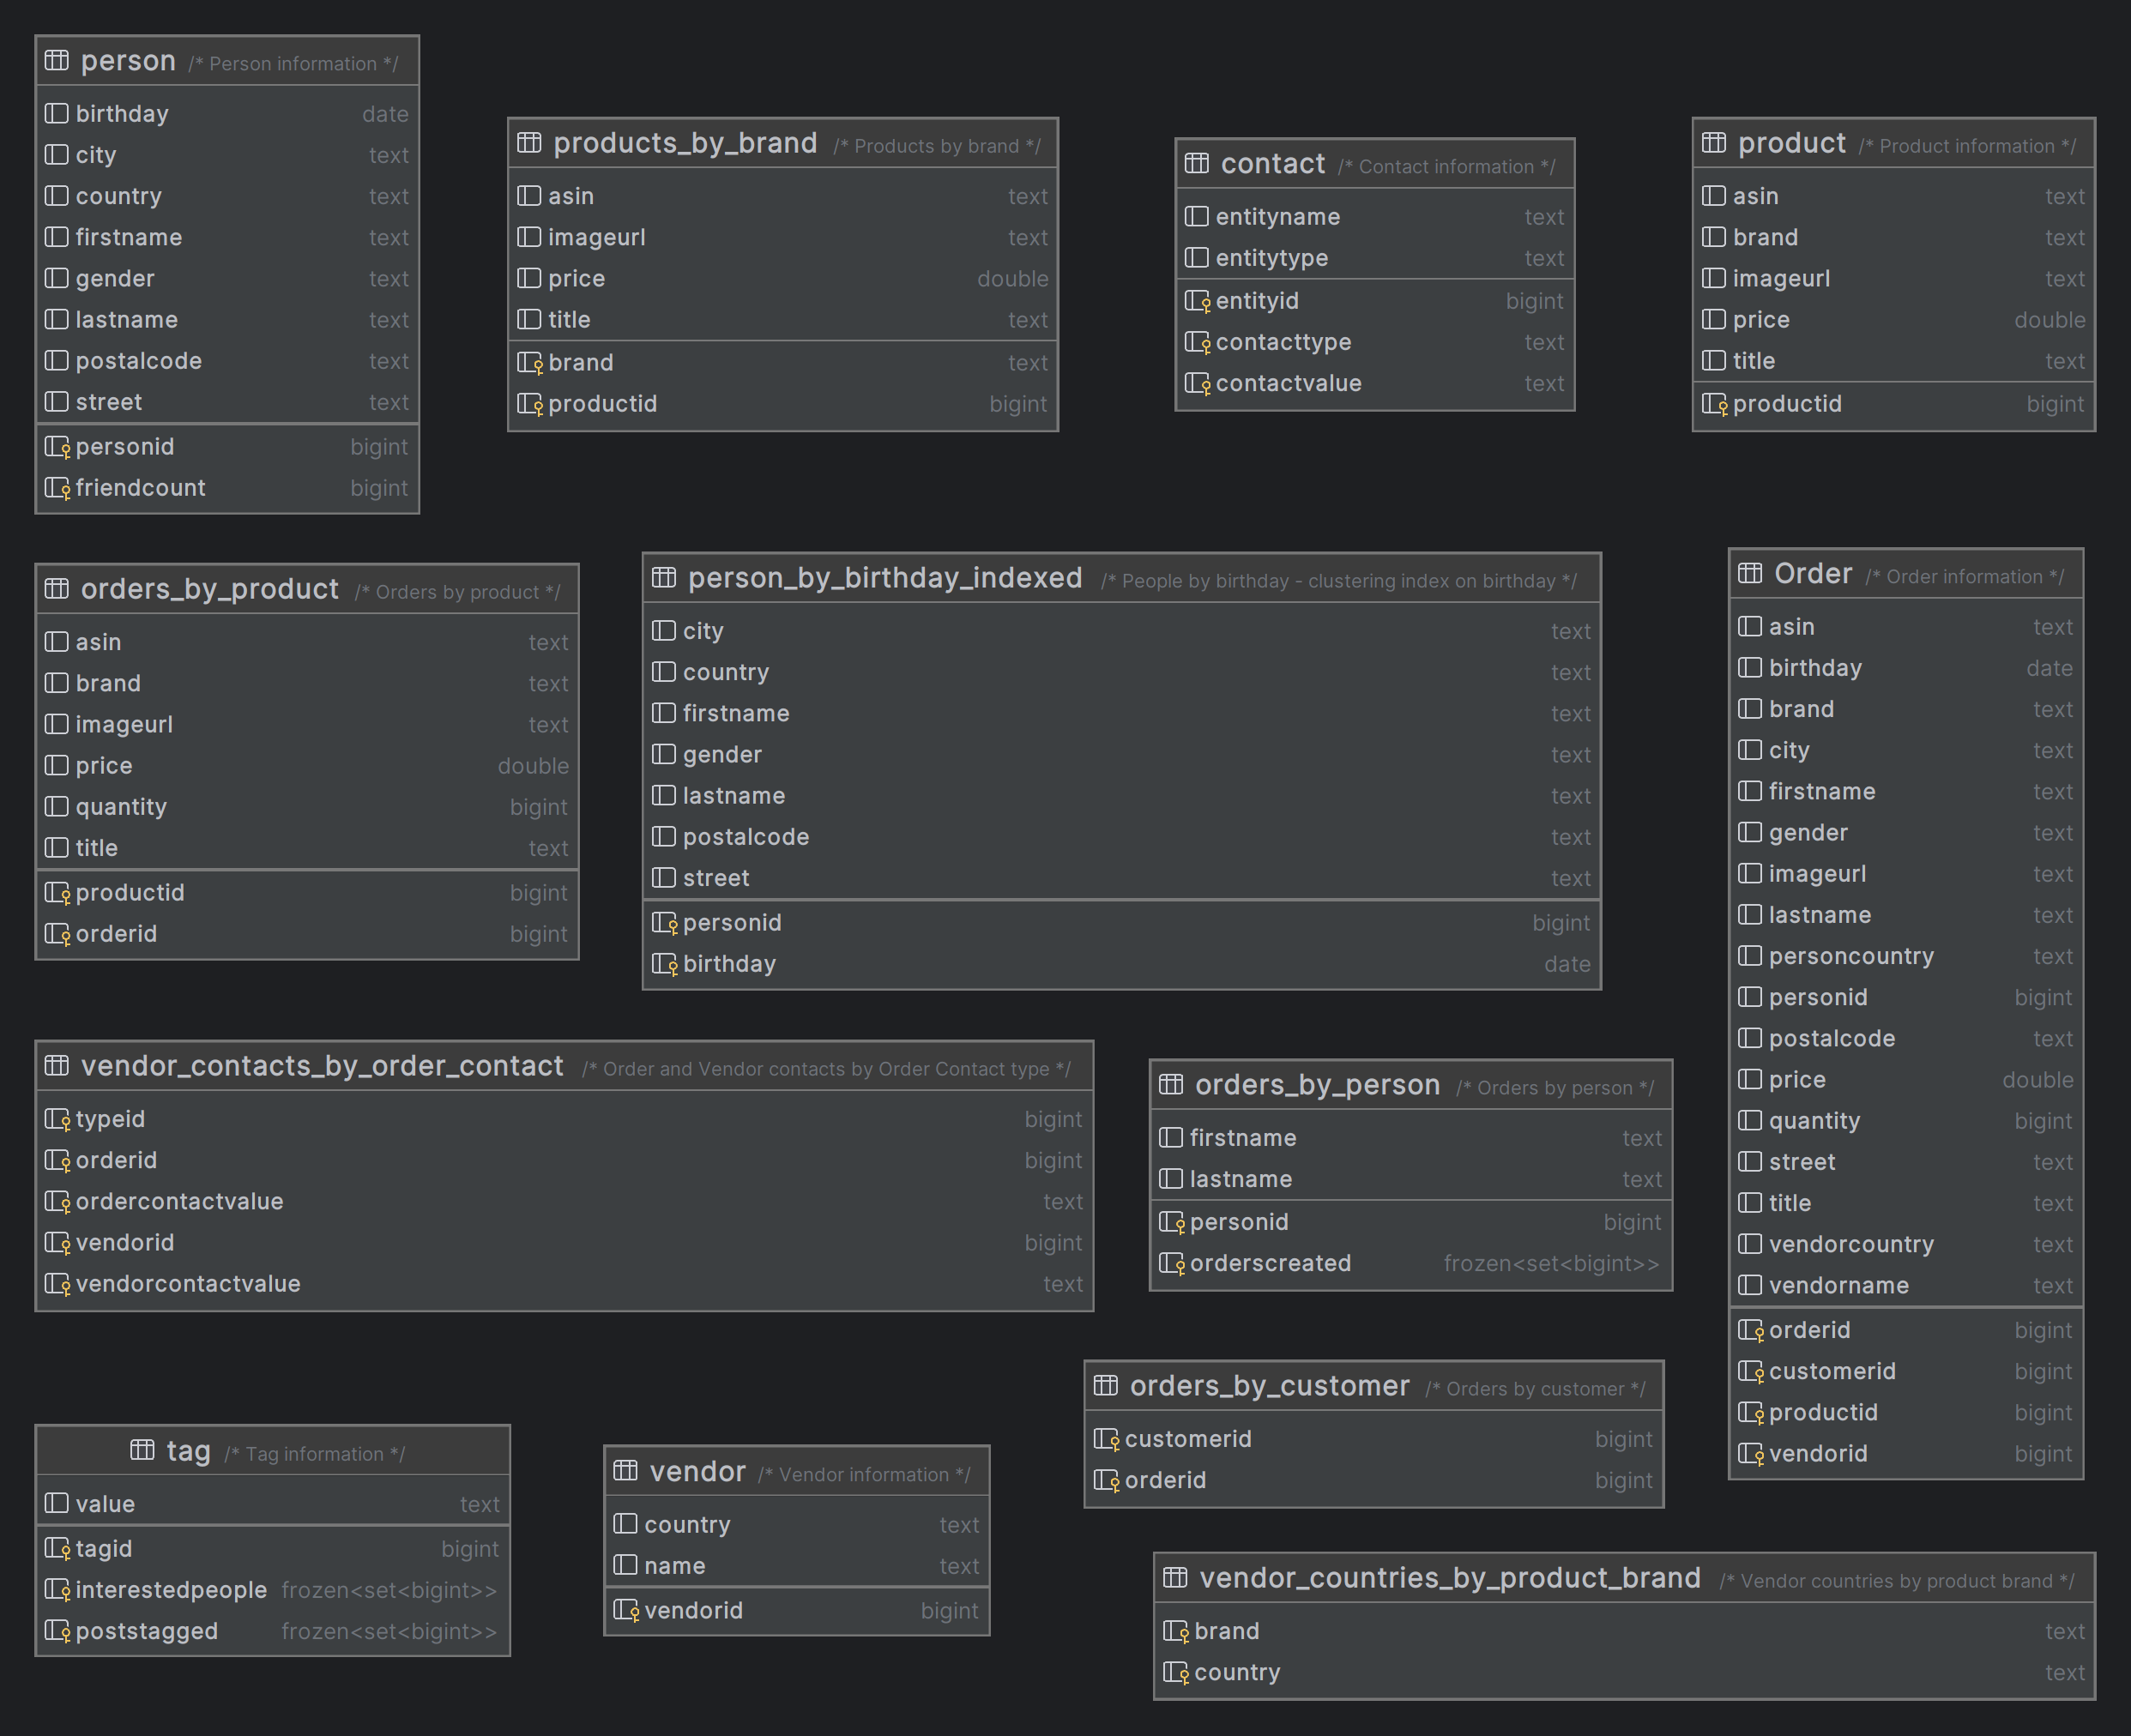 person /* Person information */
birthday date
city text
country text
firstname text
gender text
lastname text
postalcode text
street text
personid bigint
friendcount bigint
products_by_brand /* Products by brand */
asin text
imageurl text
price double
title text
brand text
productid bigint
contact /* Contact information */
entityname text
entitytype text
entityid bigint
contacttype text
contactvalue text
product /* Product information */
asin text
brand text
imageurl text
price double
title text
productid bigint
orders_by_product /* Orders by product */
asin text
brand text
imageurl text
price double
quantity bigint
title text
productid bigint
orderid bigint
person_by_birthday_indexed /* People by birthday - clustering index on birthday */
city text
country text
firstname text
gender text
lastname text
postalcode text
street text
personid bigint
birthday date
Order /* Order information */
asin text
birthday date
brand text
city text
firstname text
gender text
imageurl text
lastname text
personcountry text
personid bigint
postalcode text
price double
quantity bigint
street text
title text
vendorcountry text
vendorname text
orderid bigint
customerid bigint
productid bigint
vendorid bigint
vendor_contacts_by_order_contact /* Order and Vendor contacts by Order Contact type */
typeid bigint
orderid bigint
ordercontactvalue text
vendorid bigint
vendorcontactvalue text
orders_by_person /* Orders by person */
firstname text
lastname text
personid bigint
orderscreated frozen<set<bigint>>
orders_by_customer /* Orders by customer */
customerid bigint
orderid bigint
tag /* Tag information */
value text
tagid bigint
interestedpeople frozen<set<bigint>>
poststagged frozen<set<bigint>>
vendor /* Vendor information */
country text
name text
vendorid bigint
vendor_countries_by_product_brand /* Vendor countries by product brand */
brand text
country text